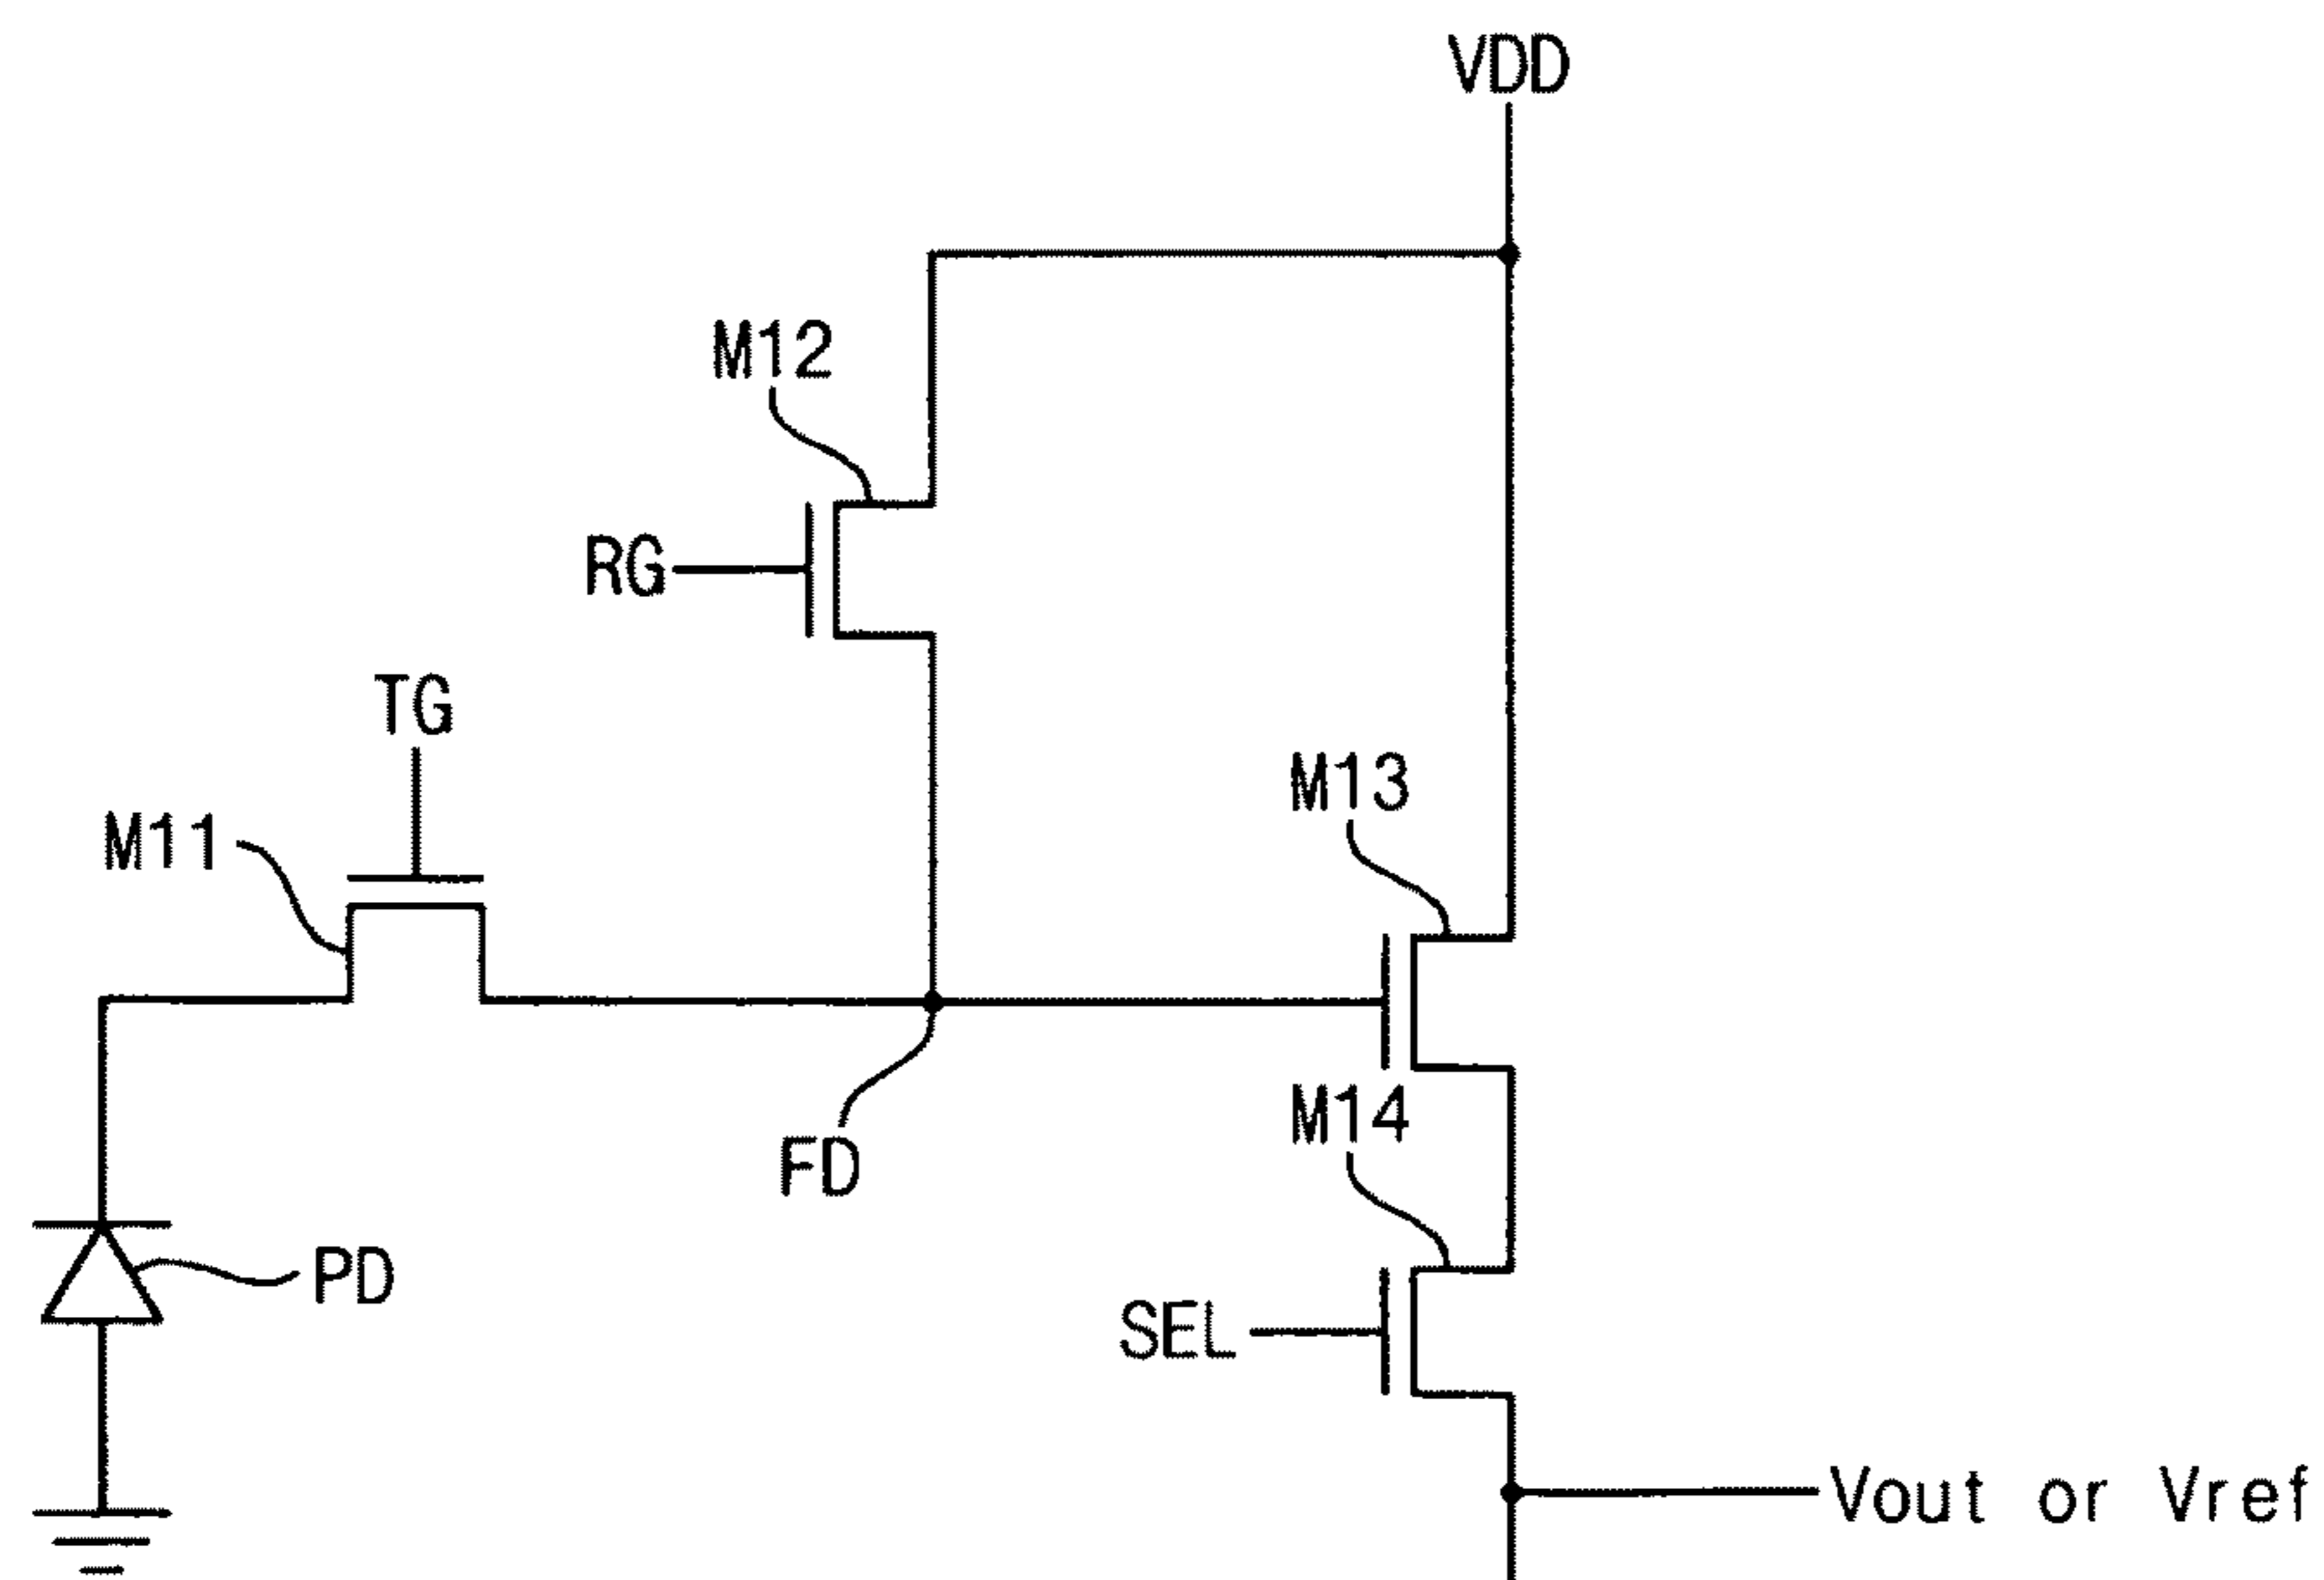 VDD
M12
RG
TG
M13
M11
M14
FD
PD
SEL
Vout or Vref